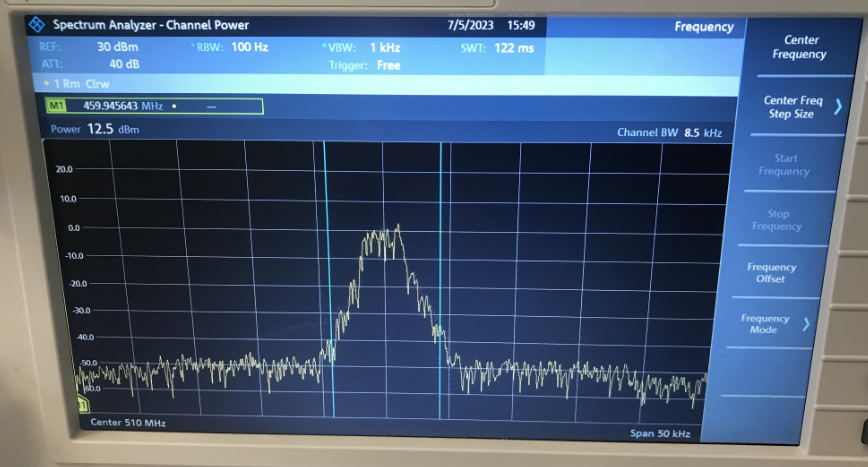 Spectrum Analyzer - Channel Power 7/5/2023 15:49 Frequency
REF: 30 dBm * RBW: 100 Hz * VBW: 1 kHz SWT: 122 ms
ATT: 40 dB Trigger: Free
• 1 Rm Clrw
M1 459.945643 MHz • —
Power 12.5 dBm Channel BW 8.5 kHz
20.0
10.0
0.0
-10.0
-20.0
-30.0
-40.0
-50.0
-60.0
Center 510 MHz Span 50 kHz
Center
Frequency
Center Freq
Step Size
Start
Frequency
Stop
Frequency
Frequency
Offset
Frequency
Mode